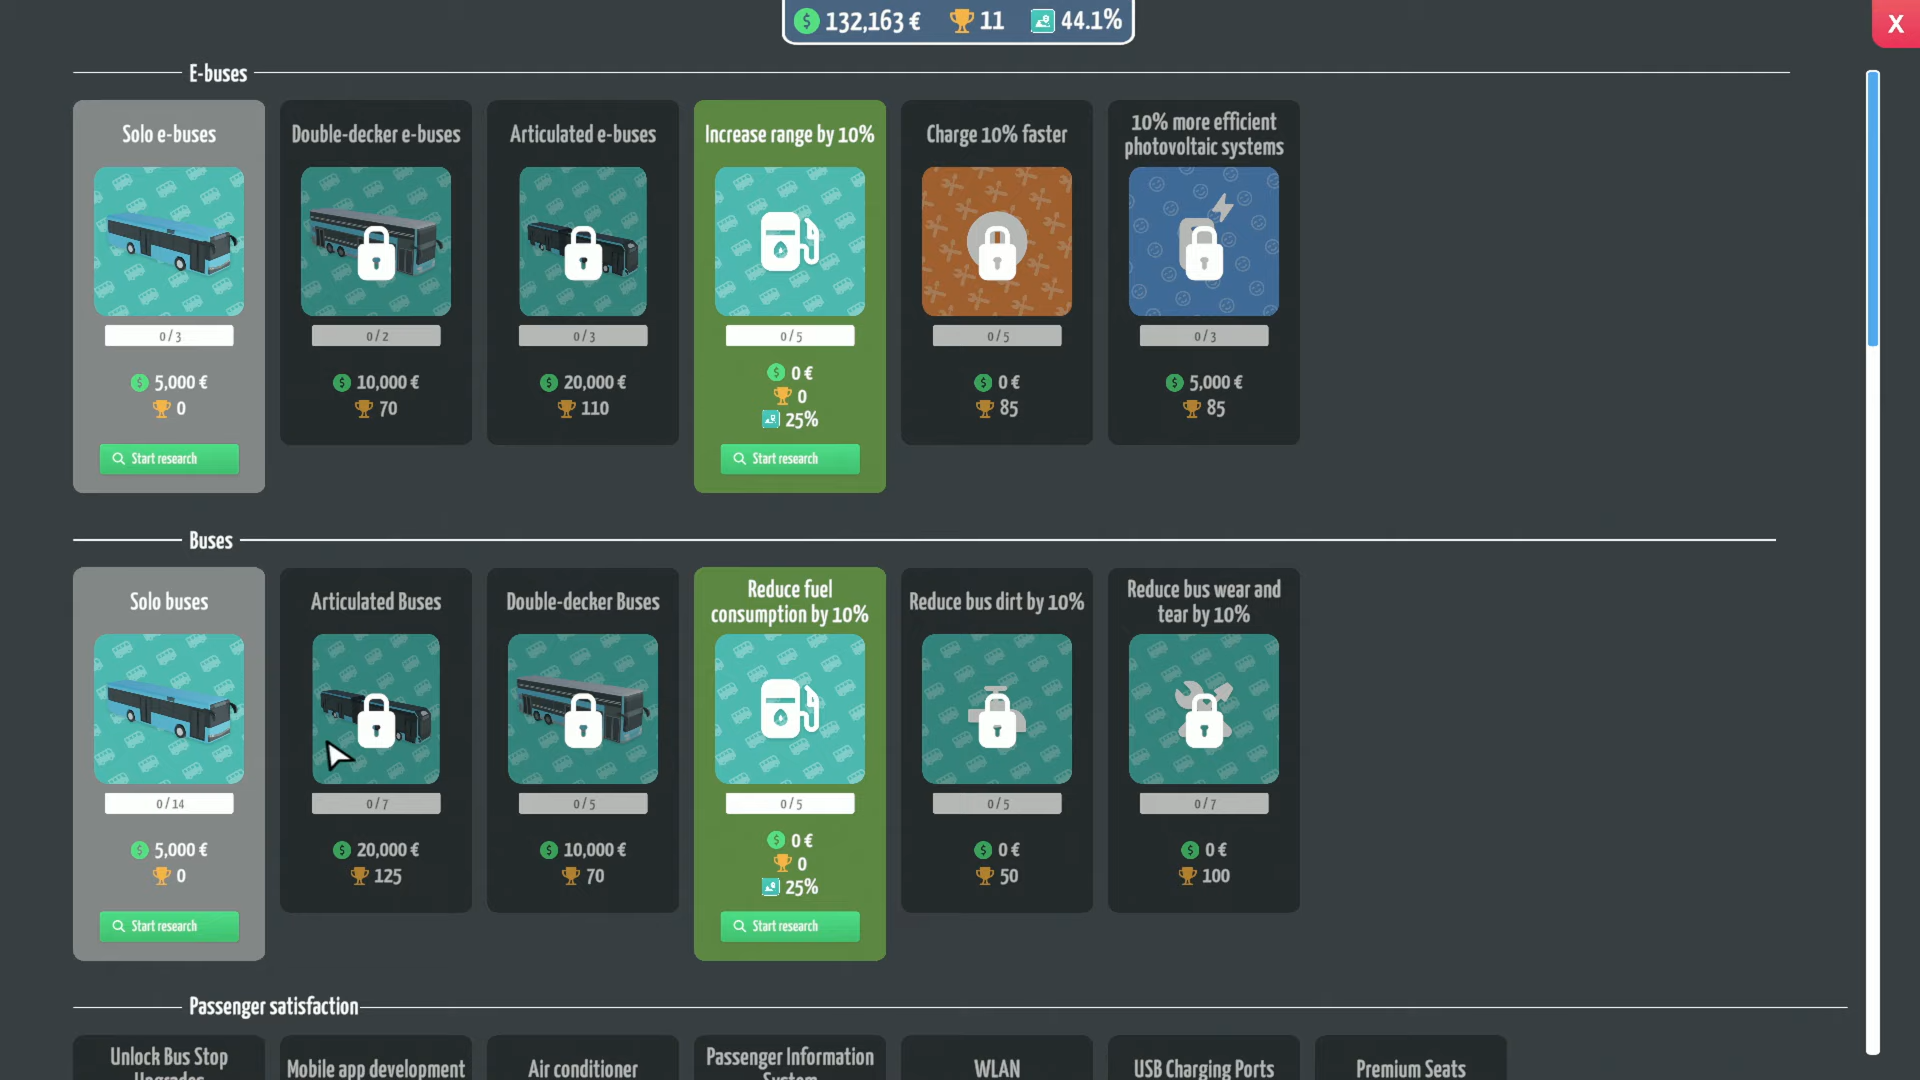 132,163 € 11 44.1%
X
E-buses
Solo e-buses
0 / 3
5,000 €
0
Start research
Double-decker e-buses
0 / 2
10,000 €
70
Articulated e-buses
0 / 3
20,000 €
110
Increase range by 10%
0 / 5
0 €
0
25%
Start research
Charge 10% faster
0 / 5
0 €
85
10% more efficient
photovoltaic systems
0 / 3
5,000 €
85
Buses
Solo buses
0 / 14
5,000 €
0
Start research
Articulated Buses
0 / 7
20,000 €
125
Double-decker Buses
0 / 5
10,000 €
70
Reduce fuel
consumption by 10%
0 / 5
0 €
0
25%
Start research
Reduce bus dirt by 10%
0 / 5
0 €
50
Reduce bus wear and
tear by 10%
0 / 7
0 €
100
Passenger satisfaction
Unlock Bus Stop
Upgrades
Mobile app development
Air conditioner
Passenger Information
System
WLAN
USB Charging Ports
Premium Seats